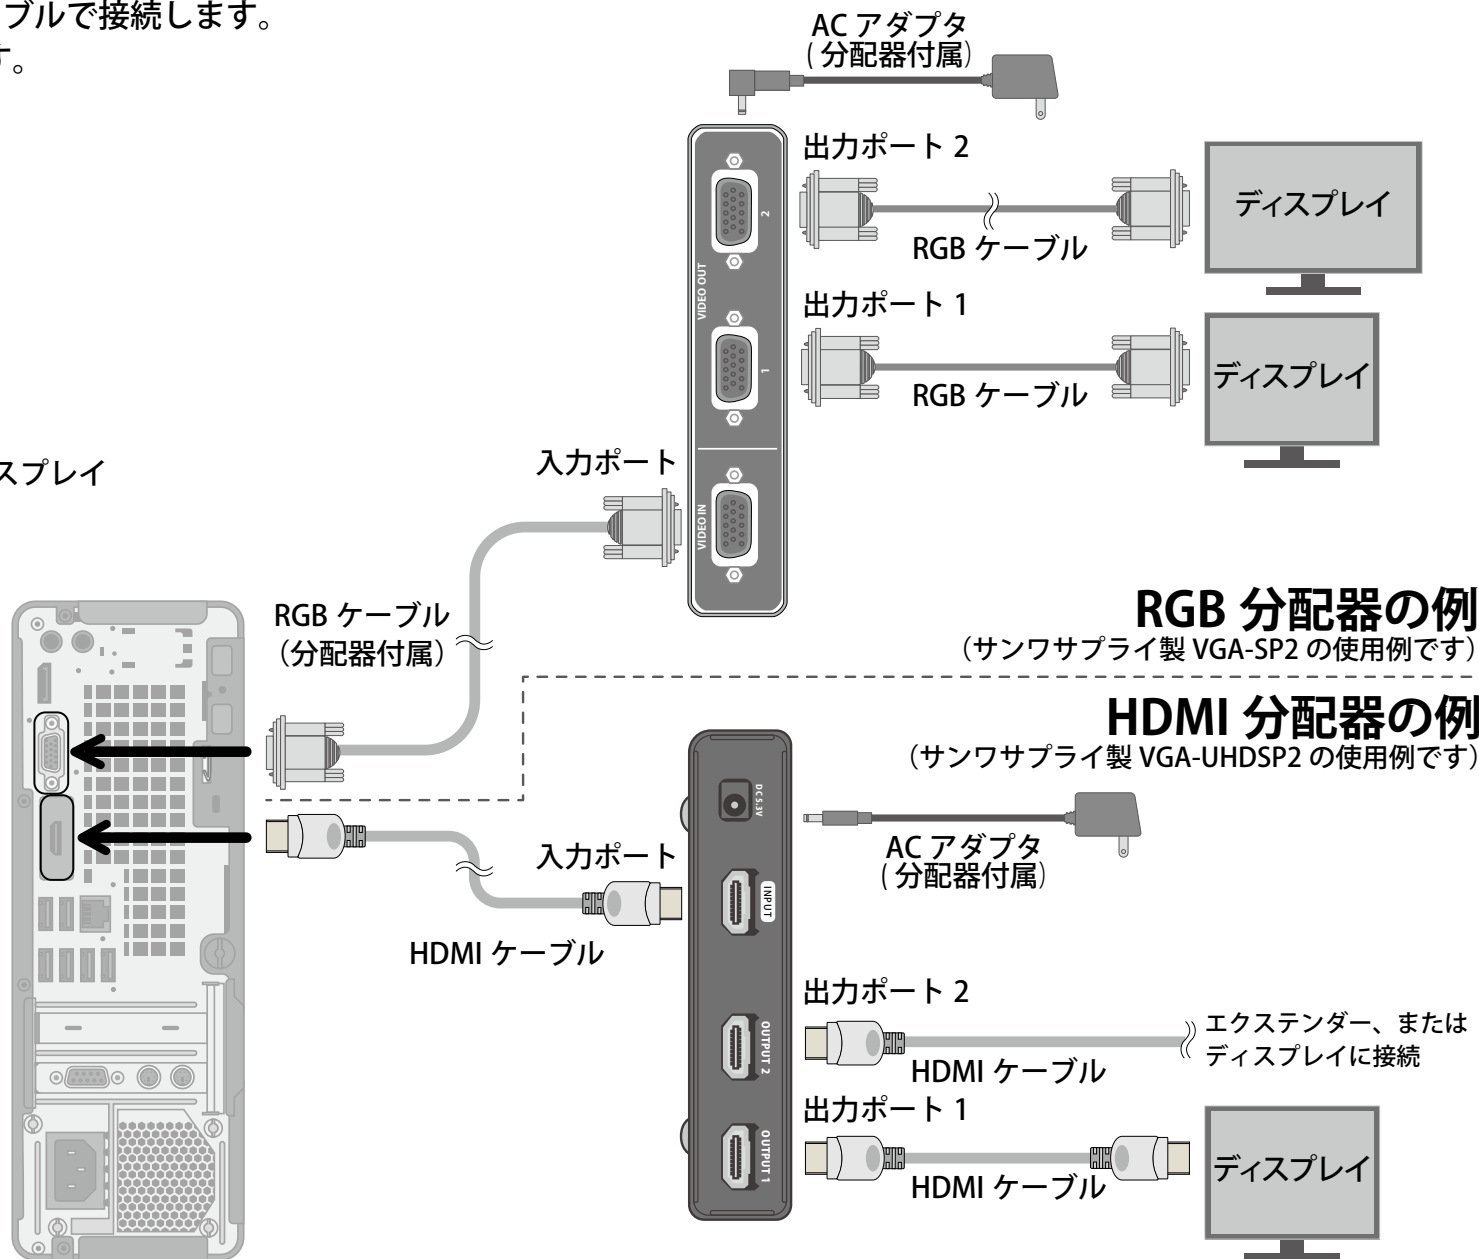 ブルで接続します。
す。
AC アダプタ
( 分配器付属)
出力ポート 2
2
ディスプレイ
RGB ケーブル
VIDEO OUT
出力ポート 1
1
ディスプレイ
RGB ケーブル
スプレイ
入力ポート
VIDEO IN
RGB ケーブル
(分配器付属)
RGB 分配器の例
(サンワサプライ製 VGA-SP2 の使用例です)
HDMI 分配器の例
(サンワサプライ製 VGA-UHDSP2 の使用例です)
DC 5.3V
AC アダプタ
( 分配器付属)
入力ポート
INPUT
HDMI ケーブル
出力ポート 2
OUTPUT 2
エクステンダー、または
ディスプレイに接続
HDMI ケーブル
出力ポート 1
OUTPUT 1
ディスプレイ
HDMI ケーブル